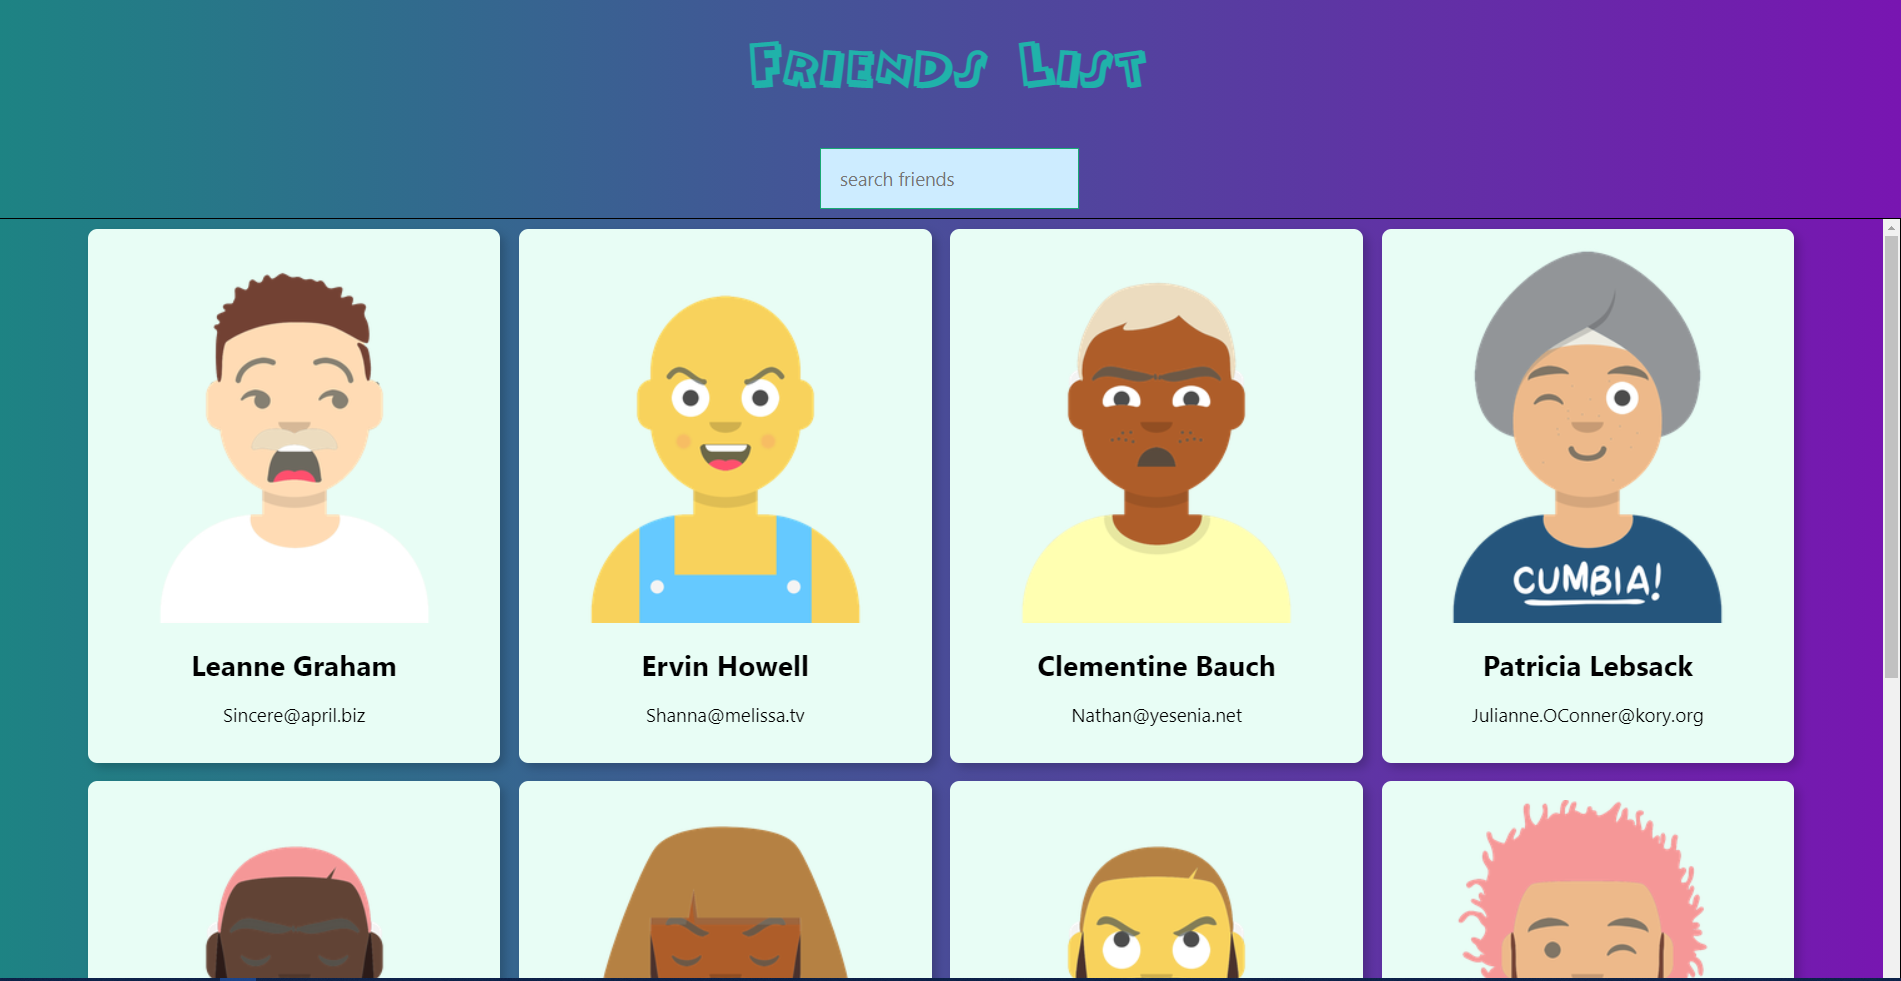 Friends List
search friends
CUMBIA!
Leanne Graham
Sincere@april.biz
Ervin Howell
Shanna@melissa.tv
Clementine Bauch
Nathan@yesenia.net
Patricia Lebsack
Julianne.OConner@kory.org